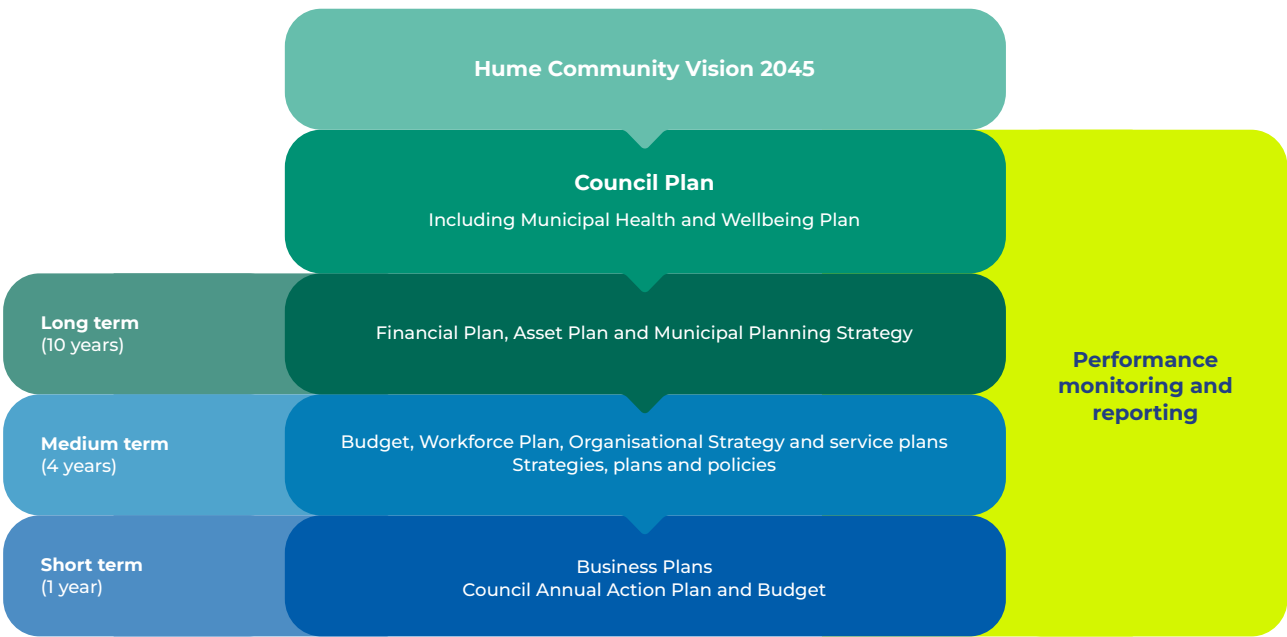 Hume Community Vision 2045
Council Plan
Including Municipal Health and Wellbeing Plan
Long term
(10 years)
Financial Plan, Asset Plan and Municipal Planning Strategy
Medium term
(4 years)
Budget, Workforce Plan, Organisational Strategy and service plans
Strategies, plans and policies
Short term
(1 year)
Business Plans
Council Annual Action Plan and Budget
Performance
monitoring and
reporting